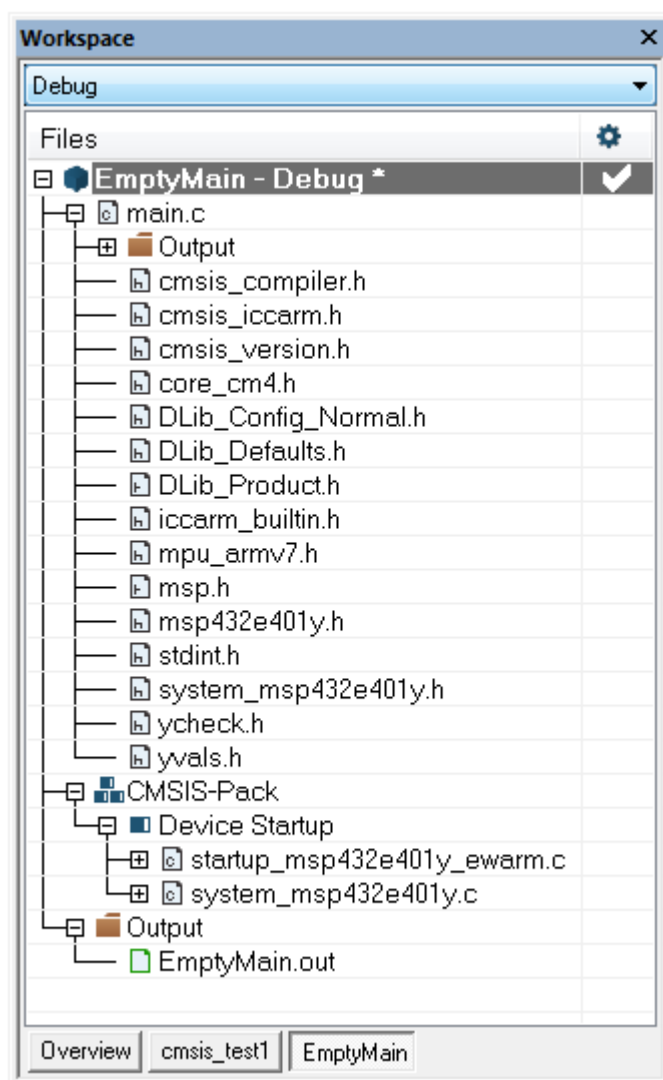 Workspace
Debug
Files
EmptyMain - Debug *
main.c
Output
cmsis_compiler.h
cmsis_iccarm.h
cmsis_version.h
core_cm4.h
DLib_Config_Normal.h
DLib_Defaults.h
DLib_Product.h
iccarm_builtin.h
mpu_armv7.h
msp.h
msp432e401y.h
stdint.h
system_msp432e401y.h
ycheck.h
yvals.h
CMSIS-Pack
Device Startup
startup_msp432e401y_ewarm.c
system_msp432e401y.c
Output
EmptyMain.out
Overview cmsis_test1 EmptyMain